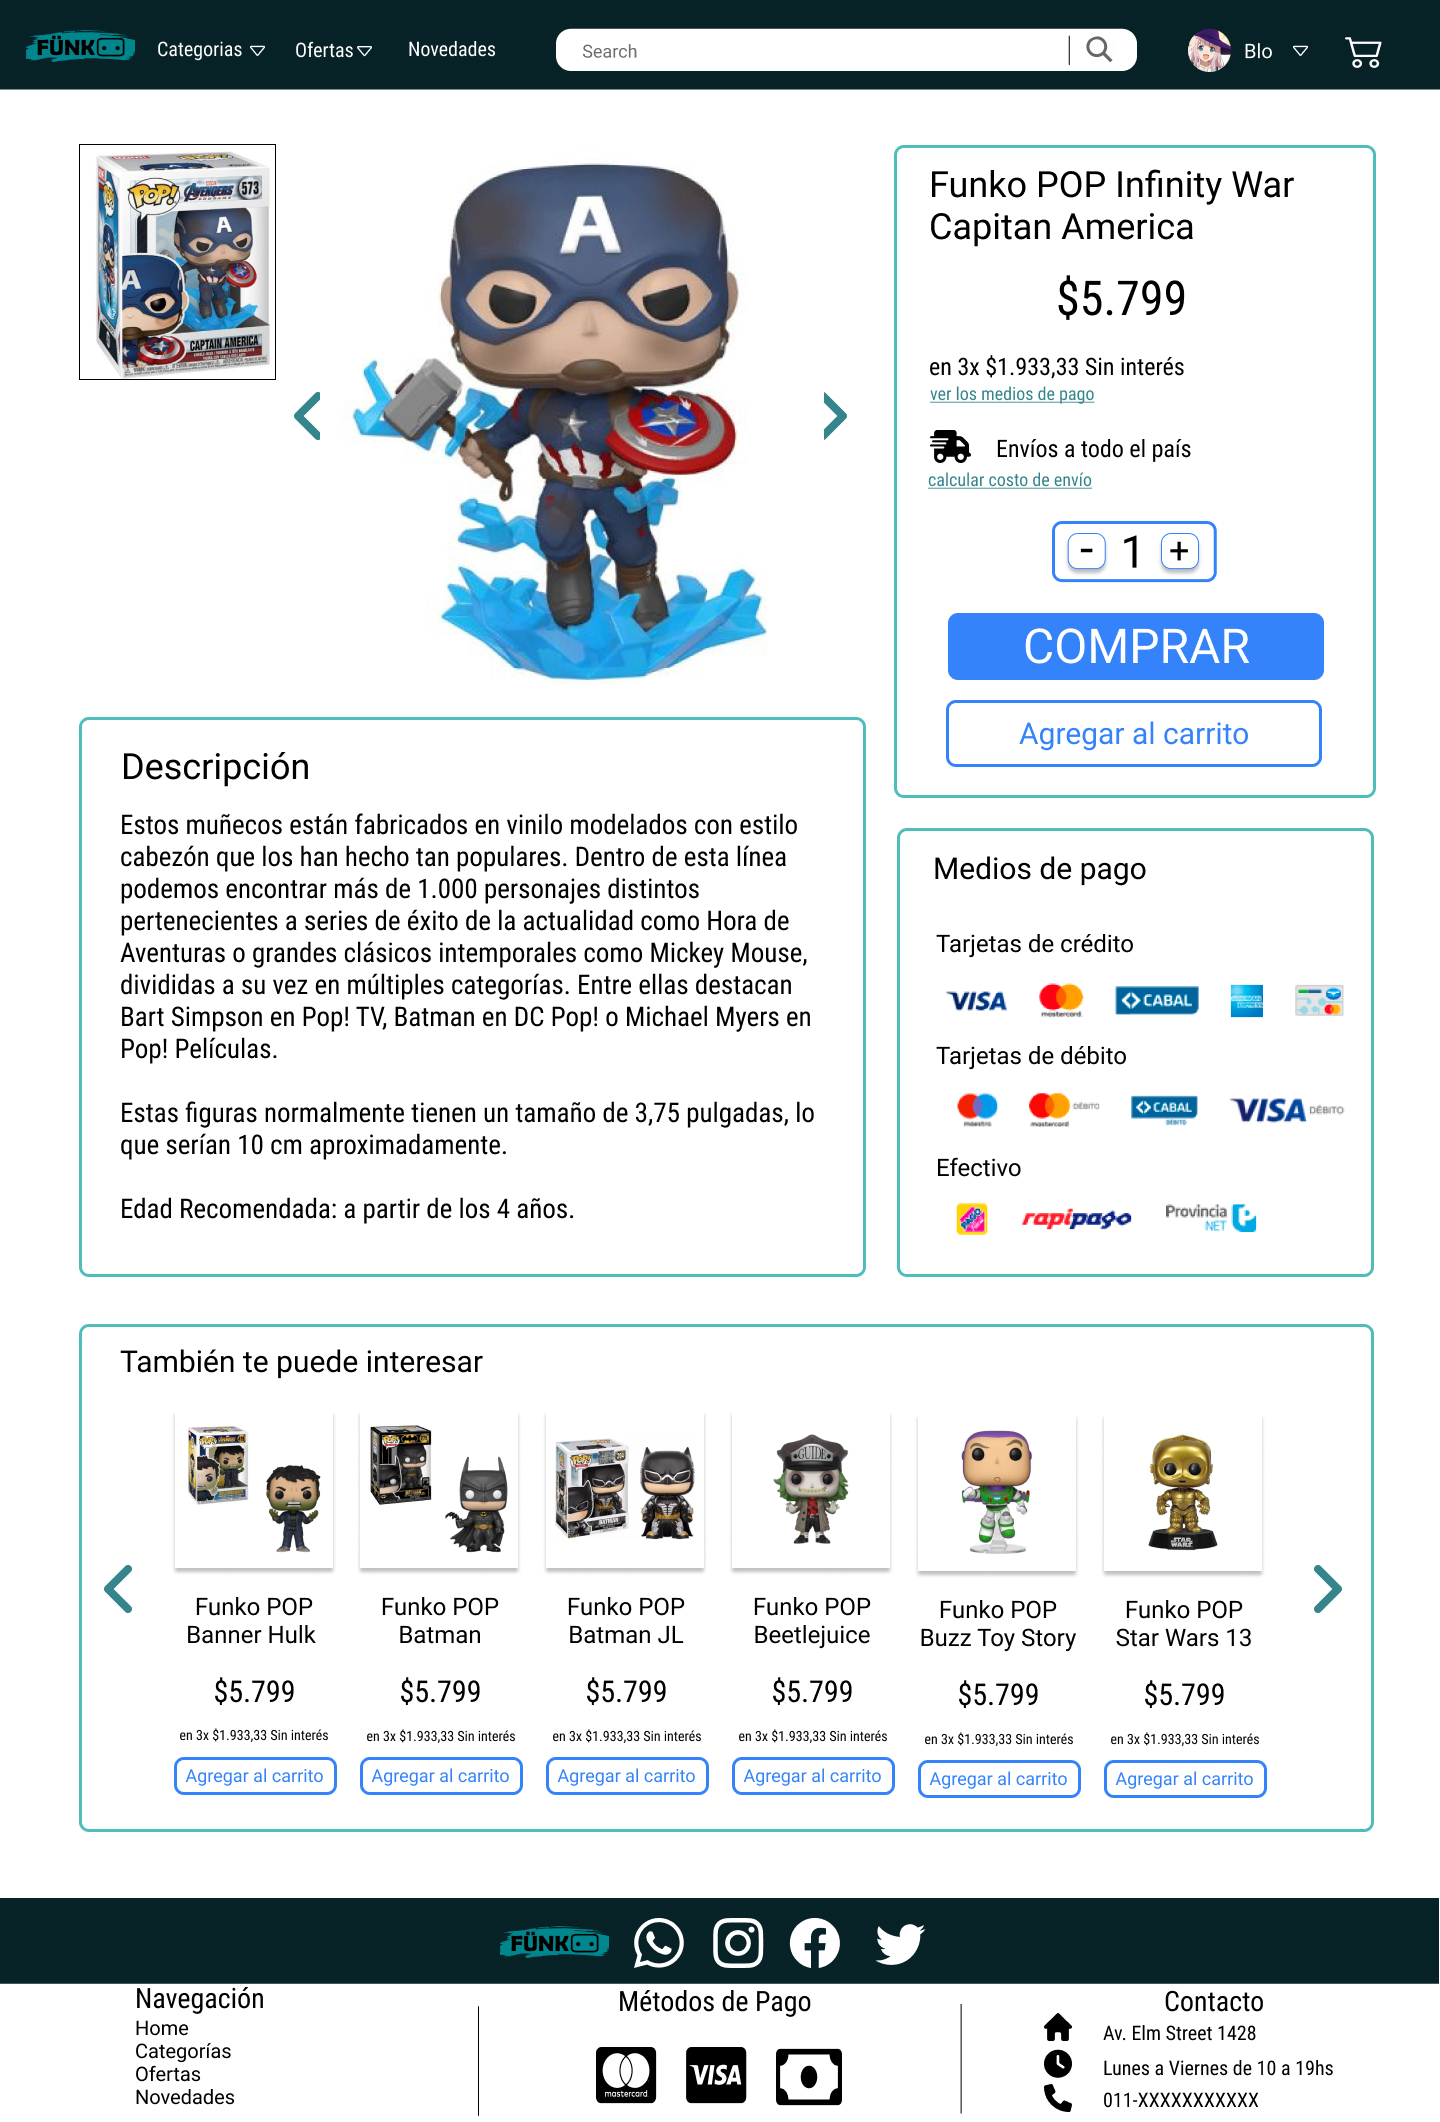 FÜNKO
Categorias
Ofertas
Novedades
Search
Blo
POP!
AVENGERS
573
A
A
CAPTAIN AMERICA
A
Funko POP Infinity War
Capitan America
$5.799
en 3x $1.933,33 Sin interés
ver los medios de pago
Envíos a todo el país
calcular costo de envío
- 1 +
COMPRAR
Agregar al carrito
Descripción
Estos muñecos están fabricados en vinilo modelados con estilo
cabezón que los han hecho tan populares. Dentro de esta línea
podemos encontrar más de 1.000 personajes distintos
pertenecientes a series de éxito de la actualidad como Hora de
Aventuras o grandes clásicos intemporales como Mickey Mouse,
divididas a su vez en múltiples categorías. Entre ellas destacan
Bart Simpson en Pop! TV, Batman en DC Pop! o Michael Myers en
Pop! Películas.
Estas figuras normalmente tienen un tamaño de 3,75 pulgadas, lo
que serían 10 cm aproximadamente.
Edad Recomendada: a partir de los 4 años.
Medios de pago
Tarjetas de crédito
VISA
mastercard
CABAL
Tarjetas de débito
maestro
mastercard
DÉBITO
CABAL
DÉBITO
VISA DÉBITO
Efectivo
PAGO
rapipago
Provincia
NET
También te puede interesar
GUIDE
STAR
WARS
Funko POP
Banner Hulk
$5.799
en 3x $1.933,33 Sin interés
Agregar al carrito
Funko POP
Batman
$5.799
en 3x $1.933,33 Sin interés
Agregar al carrito
Funko POP
Batman JL
$5.799
en 3x $1.933,33 Sin interés
Agregar al carrito
Funko POP
Beetlejuice
$5.799
en 3x $1.933,33 Sin interés
Agregar al carrito
Funko POP
Buzz Toy Story
$5.799
en 3x $1.933,33 Sin interés
Agregar al carrito
Funko POP
Star Wars 13
$5.799
en 3x $1.933,33 Sin interés
Agregar al carrito
FÜNKO
Navegación
Home
Categorías
Ofertas
Novedades
Métodos de Pago
mastercard
VISA
Contacto
Av. Elm Street 1428
Lunes a Viernes de 10 a 19hs
011-XXXXXXXXXXX